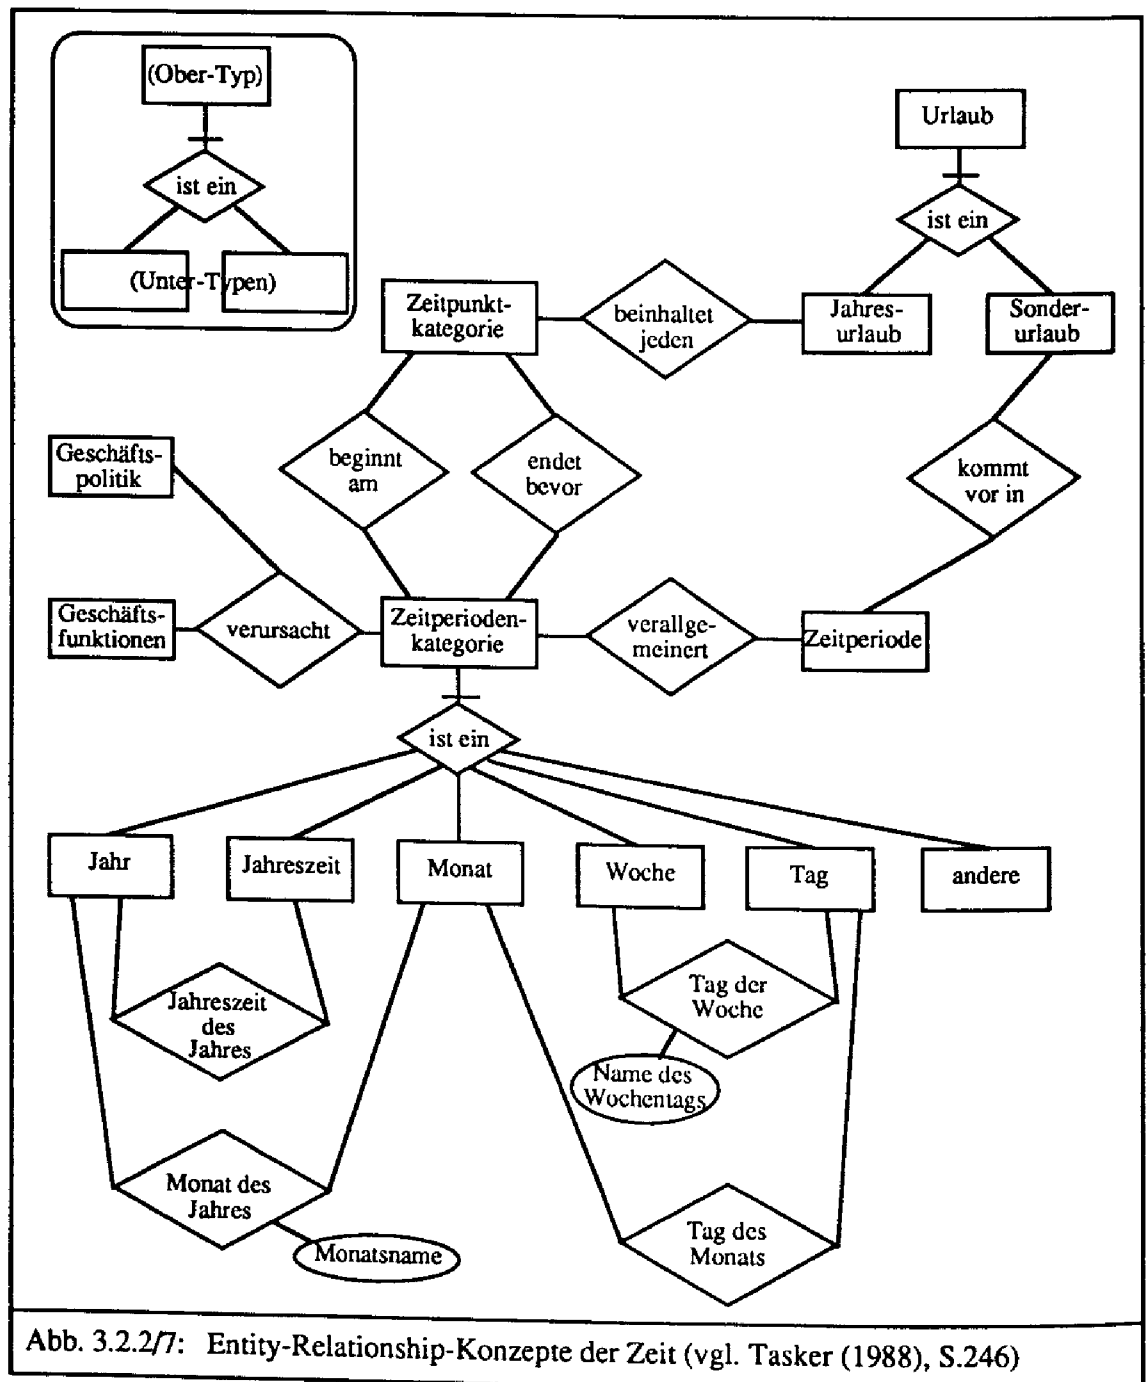 (Ober-Typ)
ist ein
(Unter-Typen)
Urlaub
ist ein
Jahres-
urlaub
Sonder-
urlaub
Zeitpunkt-
kategorie
beinhaltet
jeden
beginnt
am
endet
bevor
kommt
vor in
Geschäfts-
politik
Geschäfts-
funktionen
verursacht
Zeitperioden-
kategorie
verallge-
meinert
Zeitperiode
ist ein
Jahr
Jahreszeit
Monat
Woche
Tag
andere
Jahreszeit
des
Jahres
Tag der
Woche
Name des
Wochentags
Monat des
Jahres
Monatsname
Tag des
Monats
Abb. 3.2.2/7: Entity-Relationship-Konzepte der Zeit (vgl. Tasker (1988), S.246)